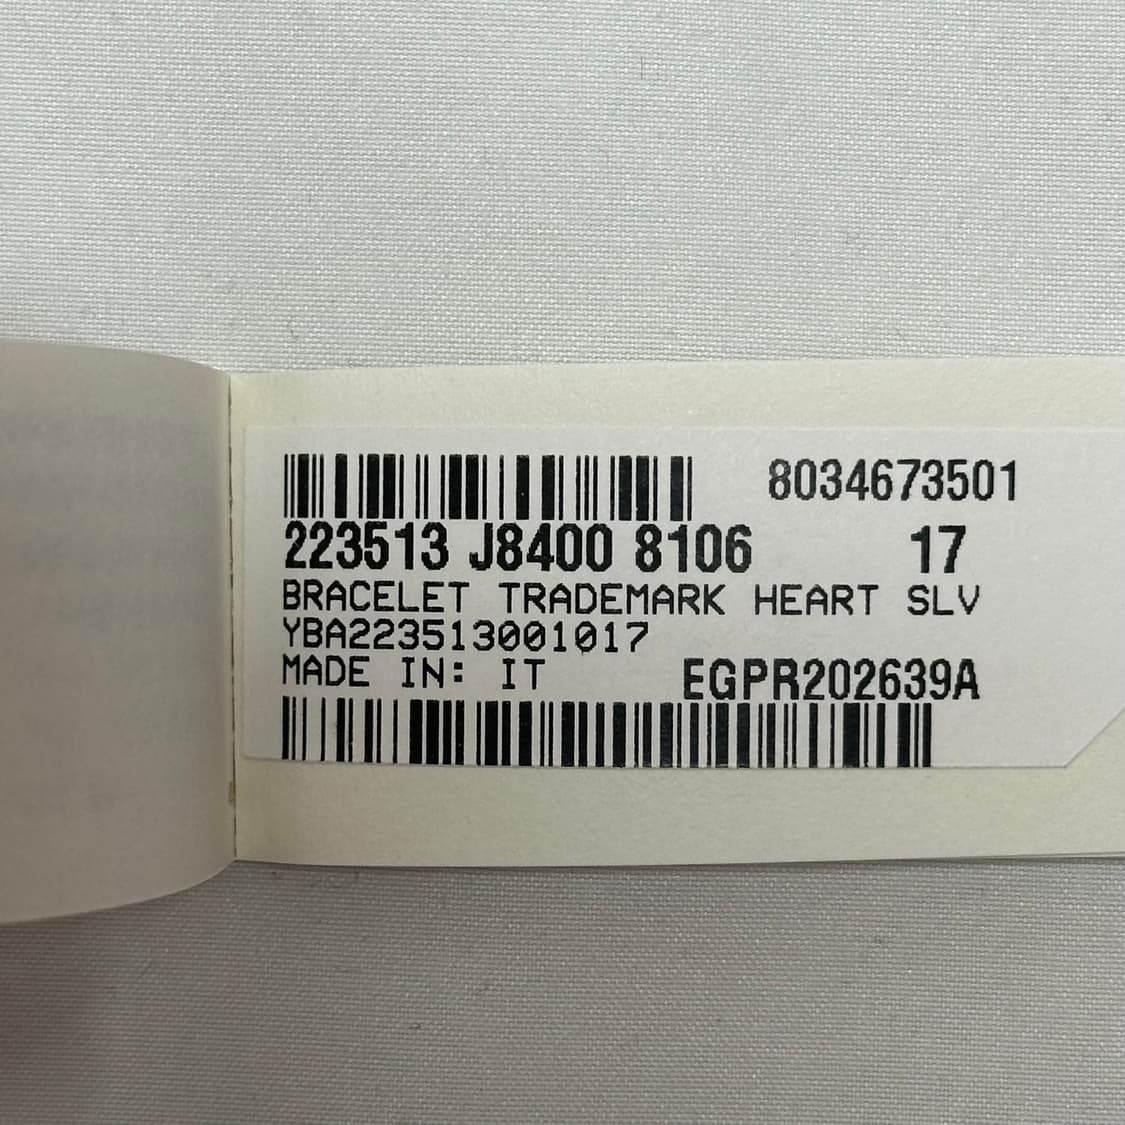 8034673501
223513 J8400 8106 17
BRACELET TRADEMARK HEART SLV
YBA223513001017
MADE IN: IT EGPR202639A